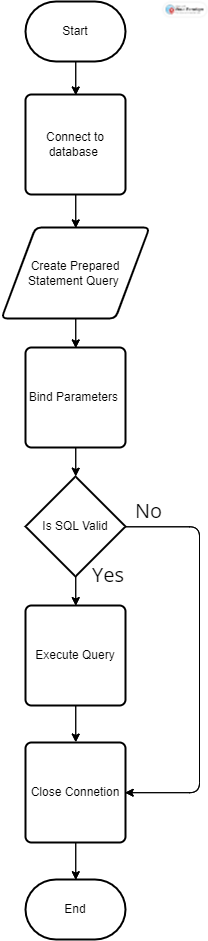 Start
Connect to
database
Create Prepared
Statement Query
Bind Parameters
Is SQL Valid
No
Yes
Execute Query
Close Connetion
End